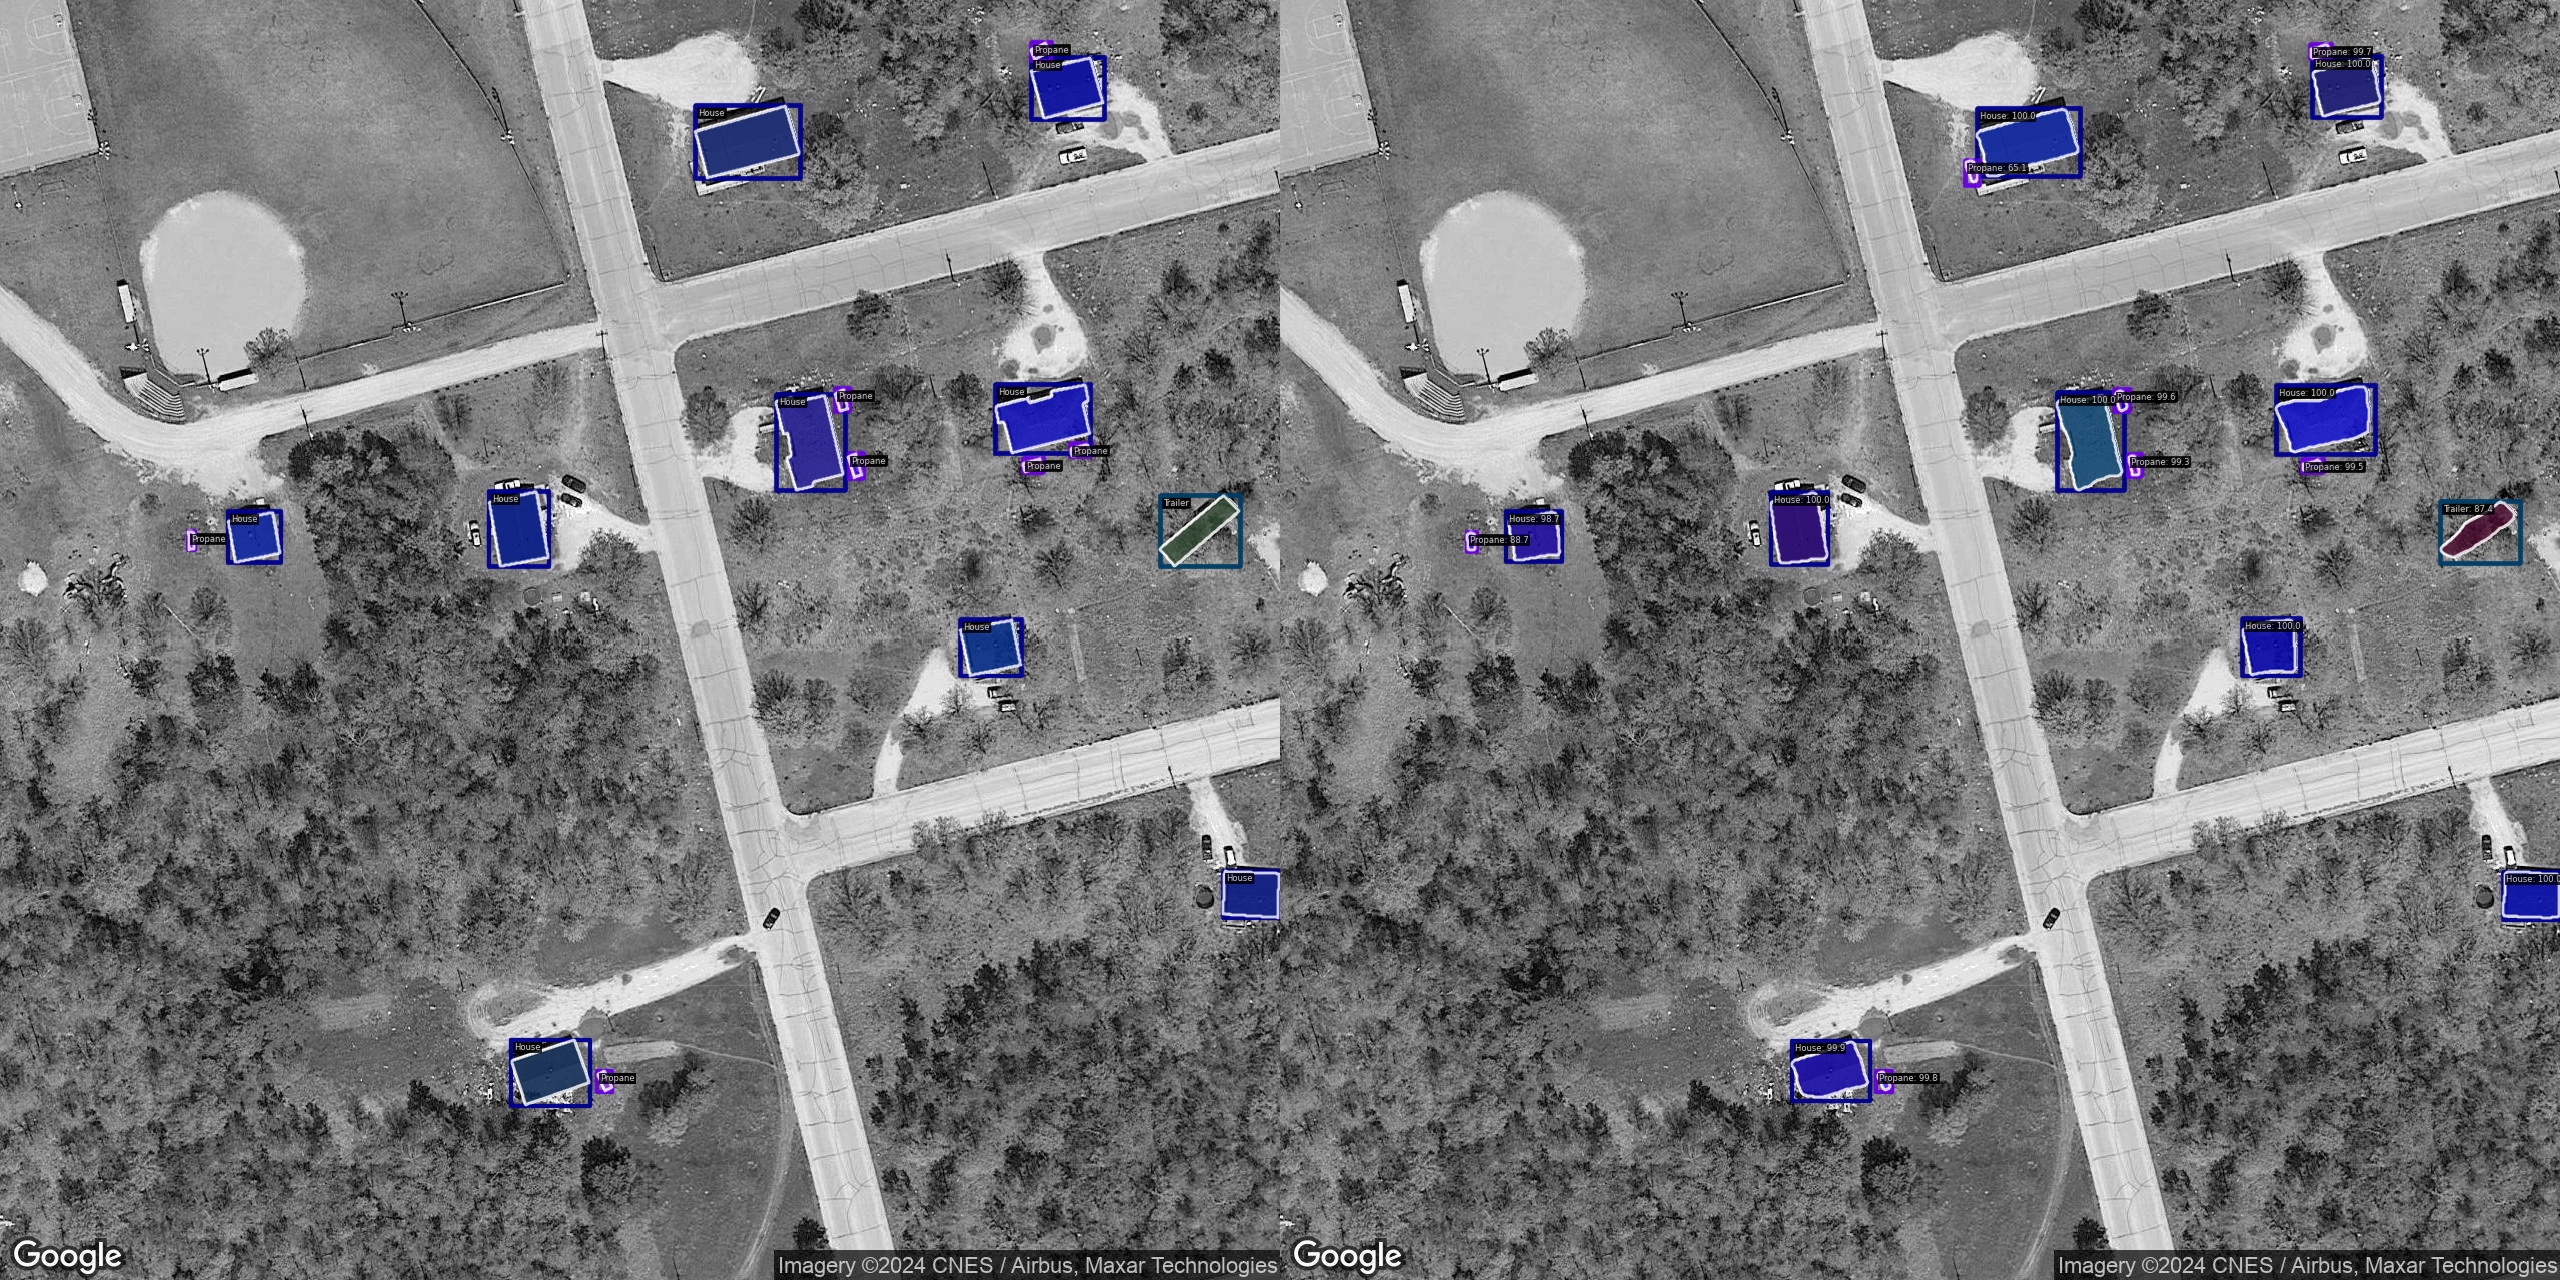 Propane
House
House
Propane: 99.7
House: 100.0
House: 100.0
Propane: 65.1
House
Propane
Propane
House
Propane
Propane
House: 100.0
Propane: 99.6
Propane: 99.3
House: 100.0
Propane: 99.5
Trailer
Trailer: 87.4
House
Propane
House
House: 98.7
Propane: 88.7
House: 100.0
House
House: 100.0
House
House: 100.0
House
Propane
House: 99.9
Propane: 99.8
Google
Imagery ©2024 CNES / Airbus, Maxar Technologies
Google
Imagery ©2024 CNES / Airbus, Maxar Technologies